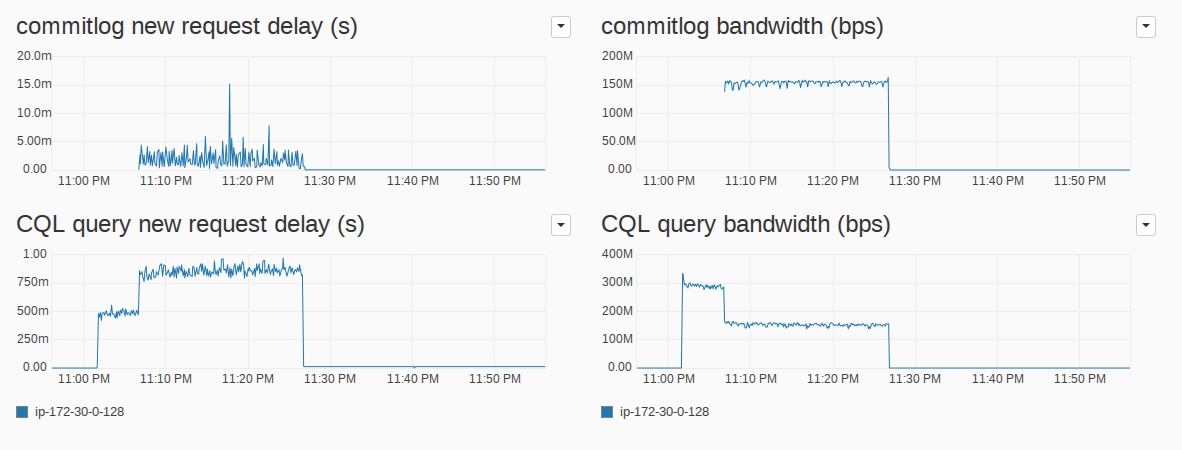 commitlog new request delay (s)
20.0m
15.0m
10.0m
5.00m
0.00
11:00 PM 11:10 PM 11:20 PM 11:30 PM 11:40 PM 11:50 PM
commitlog bandwidth (bps)
200M
150M
100M
5.0.0M
0.00
11:00 PM 11:10 PM 11:20 PM 11:30 PM 11:40 PM 11:50 PM
CQL query new request delay (s)
1.00
750m
500m
250m
0.00
11:00 PM 11:10 PM 11:20 PM 11:30 PM 11:40 PM 11:50 PM
ip-172-30-0-128
CQL query bandwidth (bps)
400M
300M
200M
100M
0.00
11:00 PM 11:10 PM 11:20 PM 11:30 PM 11:40 PM 11:50 PM
ip-172-30-0-128